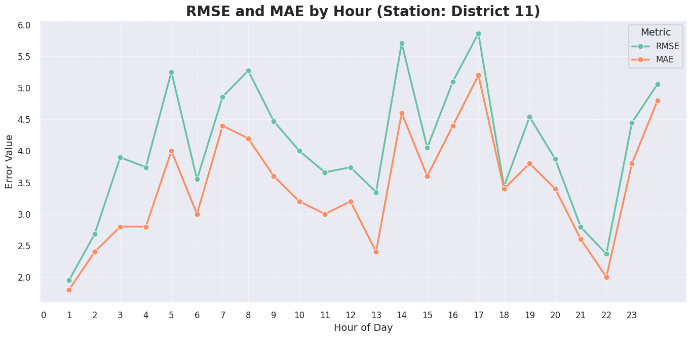 RMSE and MAE by Hour (Station: District 11)
Metric
RMSE
MAE
Error Value
6.0
5.5
5.0
4.5
4.0
3.5
3.0
2.5
2.0
0 1 2 3 4 5 6 7 8 9 10 11 12 13 14 15 16 17 18 19 20 21 22 23
Hour of Day